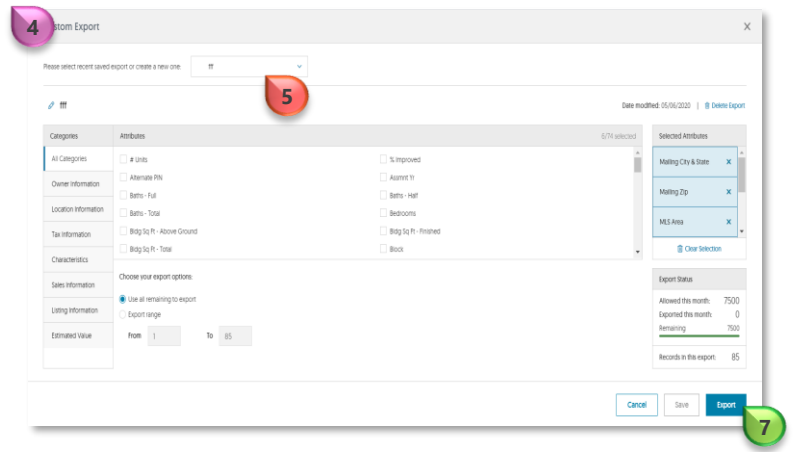 4
stom Export
X
Please select recent saved export or create a new one:
fff
5
fff
Date modified: 05/06/2020 | Delete Export
Categories
Attributes
8/74 selected
Selected Attributes
All Categories
Owner Information
Location Information
Tax Information
Characteristics
Sales Information
Listing Information
Estimated Value
# Units
% Improved
Alternate PIN
Asmnt Yr
Baths - Full
Baths - Half
Baths - Total
Bedrooms
Bldg Sq Ft - Above Ground
Bldg Sq Ft - Finished
Bldg Sq Ft - Total
Block
Mailing City & State X
Mailing Zip X
MLS Area X
Clear Selection
Choose your export options:
Use all remaining to export
Export range
From 1 To 85
Export Status
Allowed this month: 7500
Exported this month: 0
Remaining 7500
Records in this export: 85
Cancel
Save
Export
7